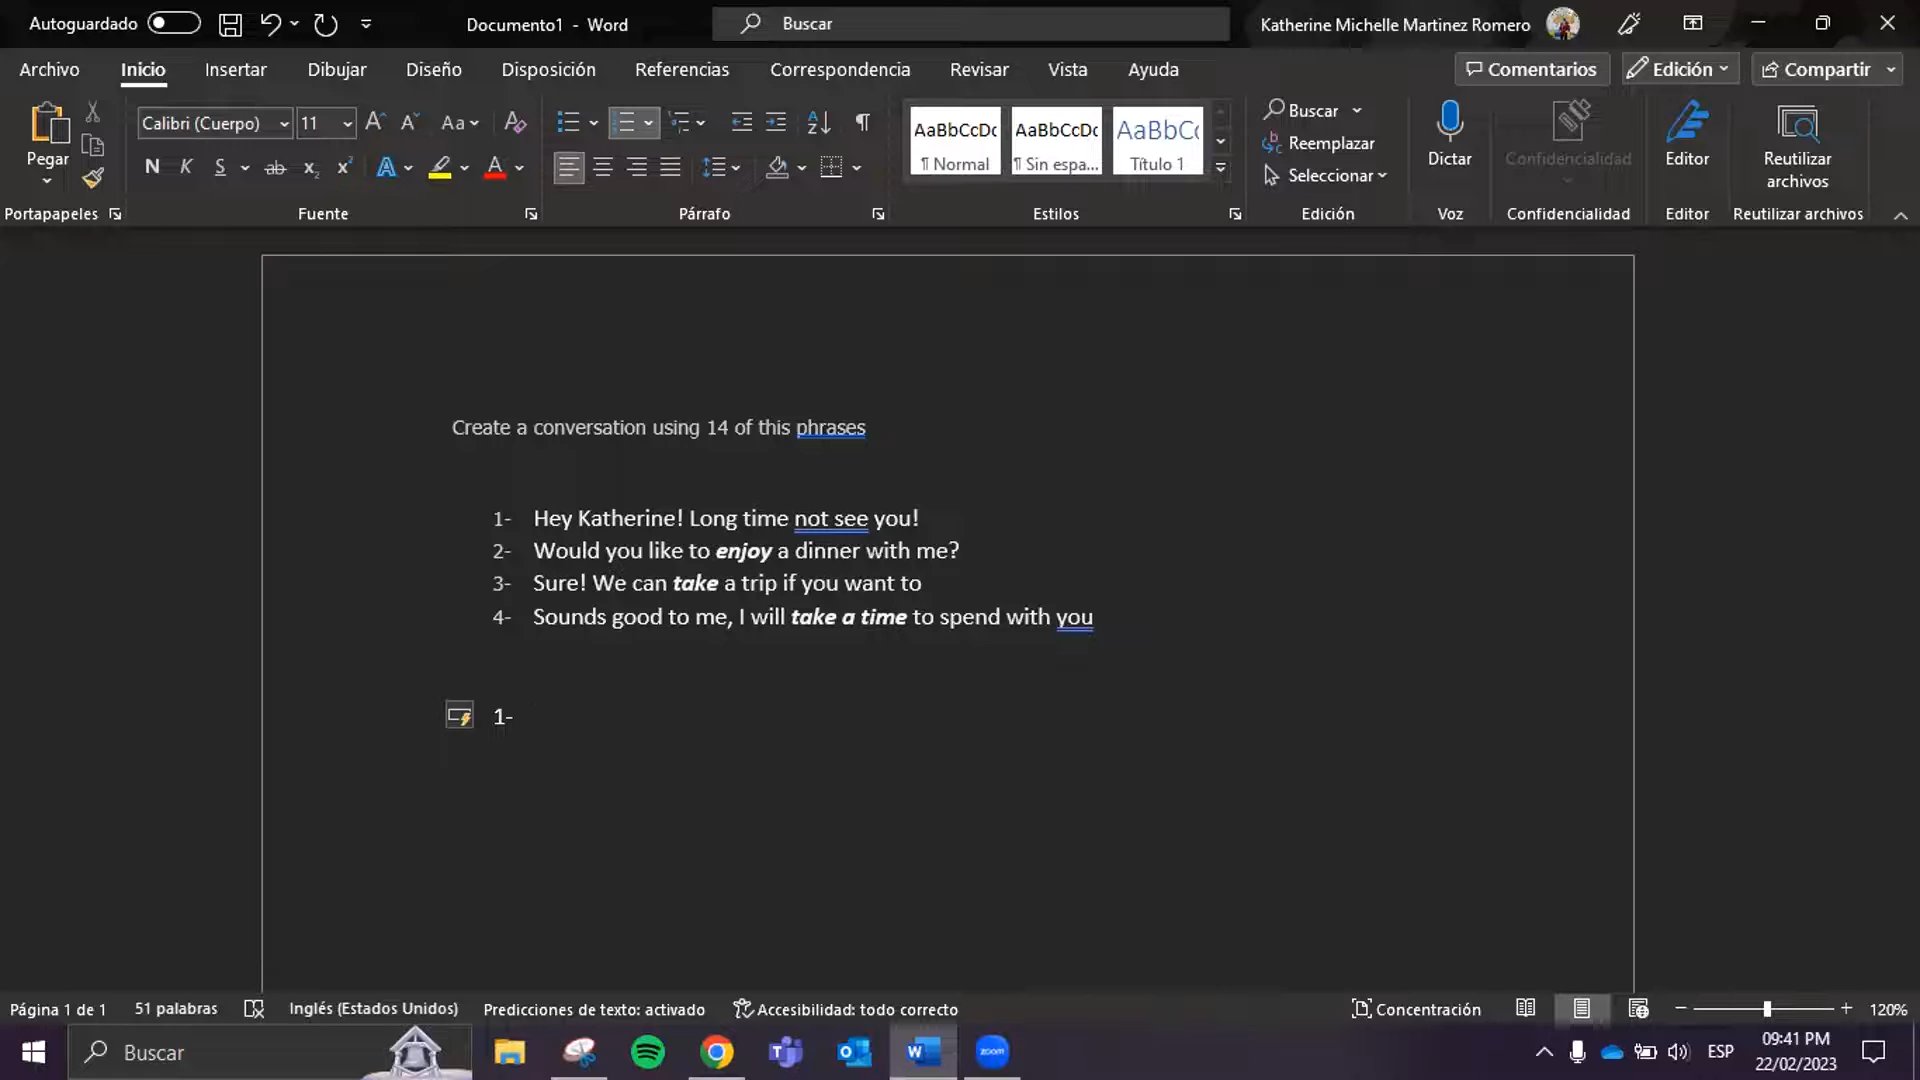 Autoguardado Documento1 - Word Buscar Katherine Michelle Martinez Romero
Archivo Inicio Insertar Dibujar Diseño Disposición Referencias Correspondencia Revisar Vista Ayuda Comentarios Edición Compartir
Pegar Calibri (Cuerpo) 11 A A Aa A AaBbCcDc AaBbCcDc AaBbC Buscar Dictar Confidencialidad Editor Reutilizar archivos
N K S ab x₂ x² A A ¶ Normal ¶ Sin espa... Título 1 Reemplazar
Seleccionar
Portapapeles Fuente Párrafo Estilos Edición Voz Confidencialidad Editor Reutilizar archivos
Create a conversation using 14 of this phrases
1- Hey Katherine! Long time not see you!
2- Would you like to enjoy a dinner with me?
3- Sure! We can take a trip if you want to
4- Sounds good to me, I will take a time to spend with you
1-
Página 1 de 1 51 palabras Inglés (Estados Unidos) Predicciones de texto: activado Accesibilidad: todo correcto Concentración 120%
Buscar zoom ESP 09:41 PM
22/02/2023